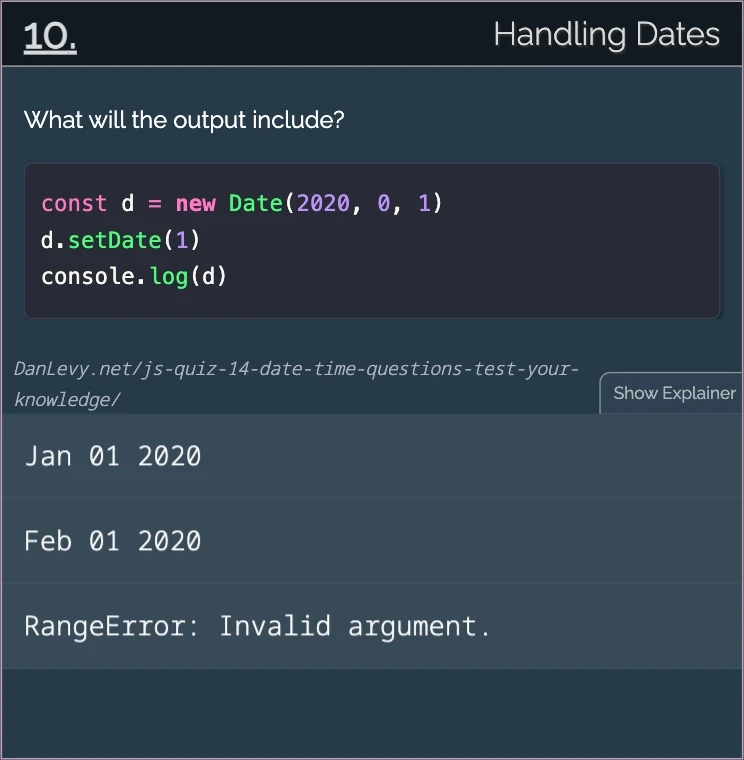 10.
Handling Dates
What will the output include?
const d = new Date(2020, 0, 1)
d.setDate(1)
console.log(d)
DanLevy.net/js-quiz-14-date-time-questions-test-your-
knowledge/
Show Explainer
Jan 01 2020
Feb 01 2020
RangeError: Invalid argument.